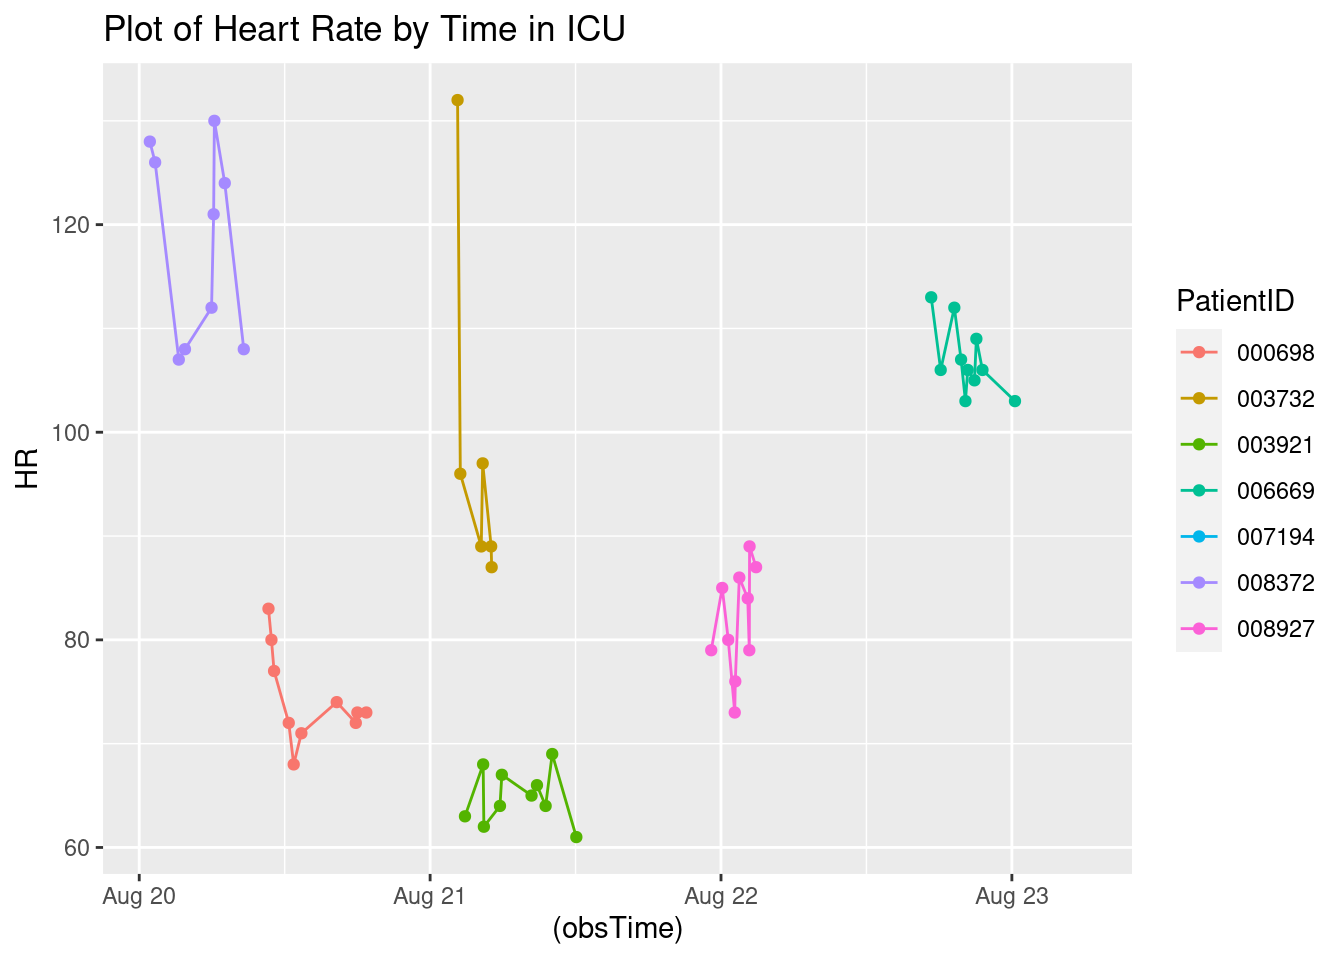 Plot of Heart Rate by Time in ICU
120
100
80
60
HR
Aug 20
Aug 21
Aug 22
Aug 23
(obsTime)
PatientID
000698
003732
003921
006669
007194
008372
008927